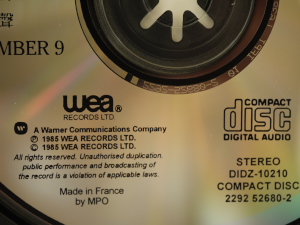 MBER 9
wea®
RECORDS LTD.
A Warner Communications Company
℗ 1985 WEA RECORDS LTD.
© 1985 WEA RECORDS LTD.
All rights reserved. Unauthorised duplication,
public performance and broadcasting of
the record is a violation of applicable laws.
Made in France
by MPO
COMPACT
disc
DIGITAL AUDIO
STEREO
DIDZ-10210
COMPACT DISC
2292 52680-2